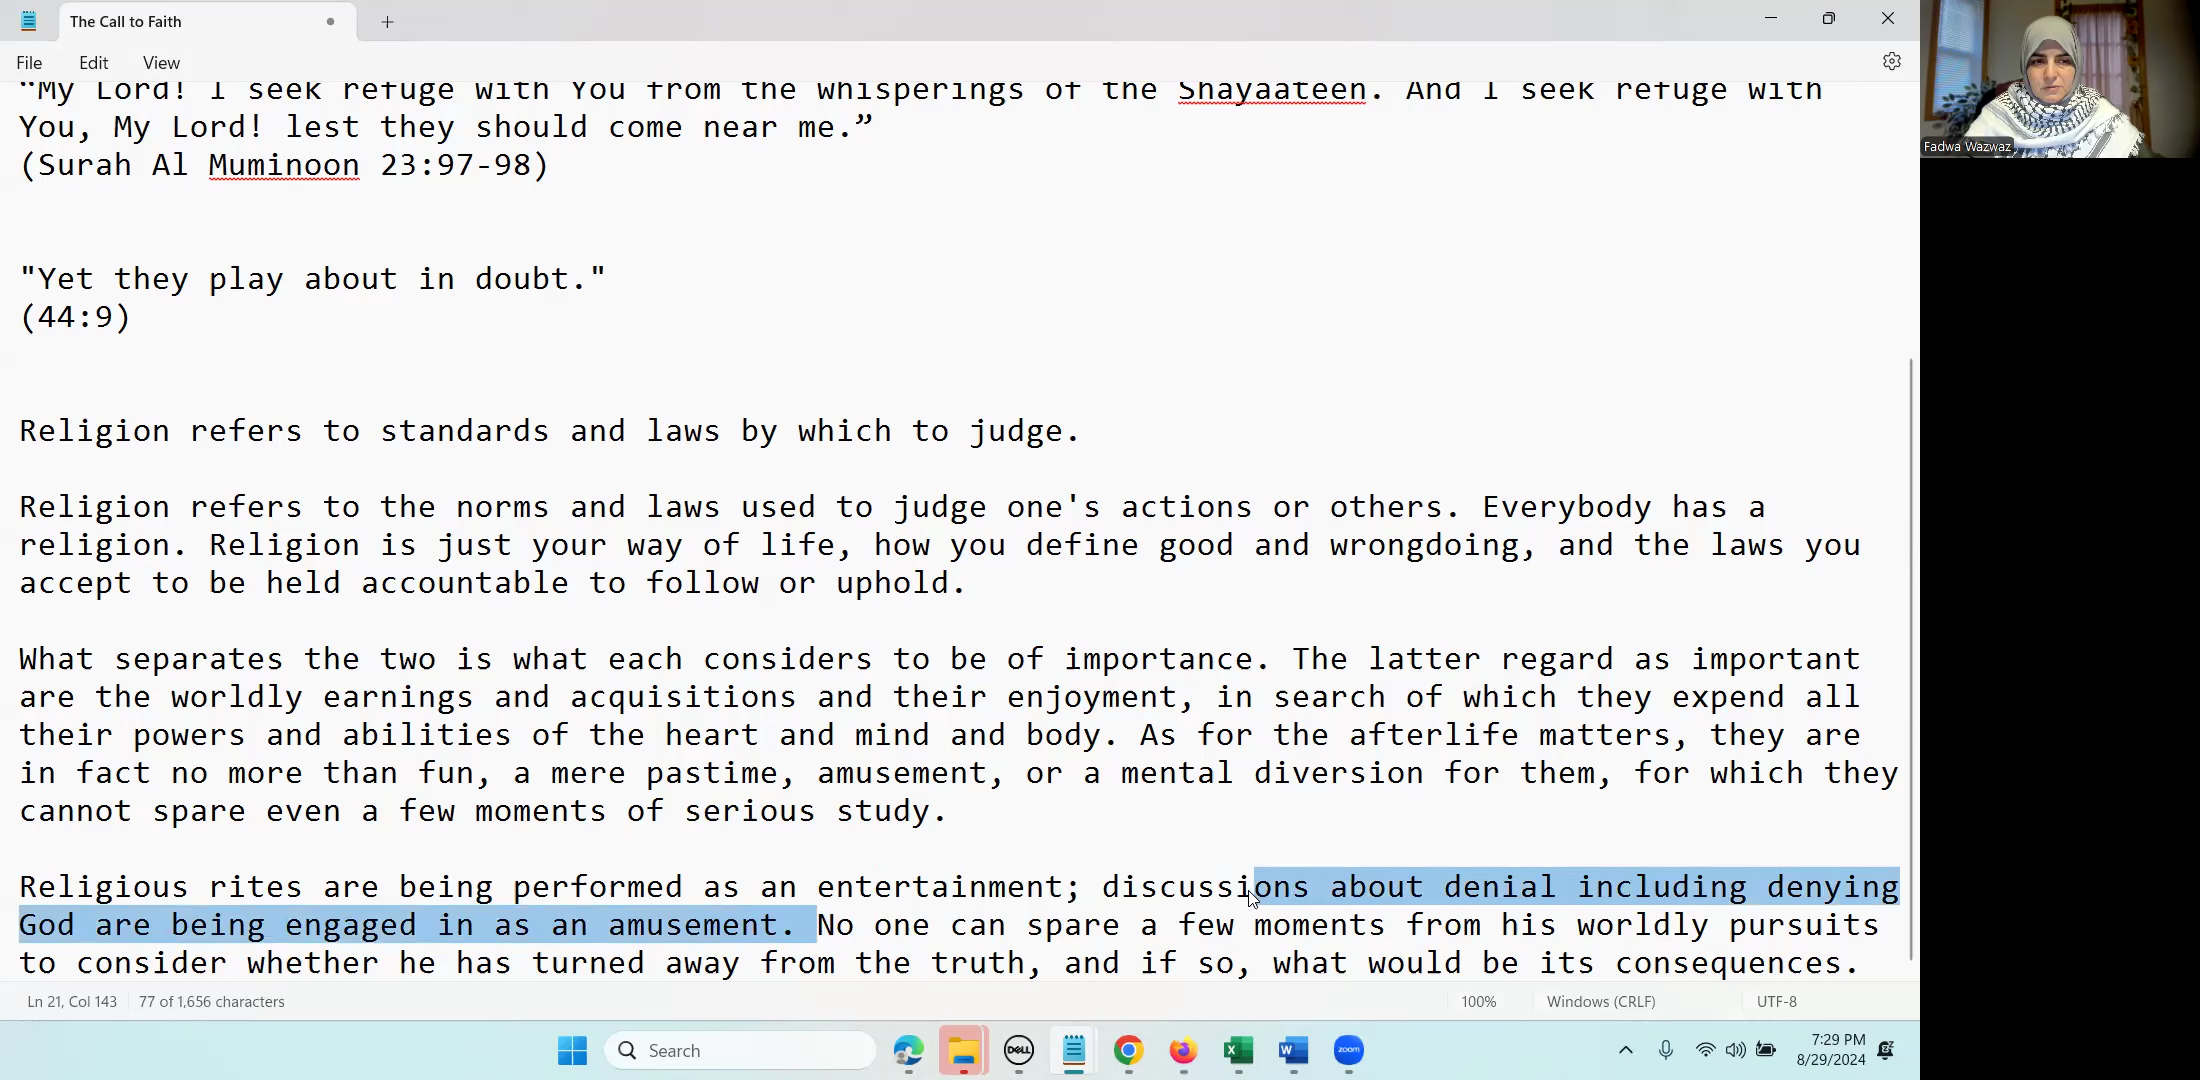 The Call to Faith
File Edit View
“My Lord! I seek refuge with You from the whisperings of the Shayaateen. And I seek refuge with
You, My Lord! lest they should come near me.”
(Surah Al Muminoon 23:97-98)
"Yet they play about in doubt."
(44:9)
Religion refers to standards and laws by which to judge.
Religion refers to the norms and laws used to judge one's actions or others. Everybody has a
religion. Religion is just your way of life, how you define good and wrongdoing, and the laws you
accept to be held accountable to follow or uphold.
What separates the two is what each considers to be of importance. The latter regard as important
are the worldly earnings and acquisitions and their enjoyment, in search of which they expend all
their powers and abilities of the heart and mind and body. As for the afterlife matters, they are
in fact no more than fun, a mere pastime, amusement, or a mental diversion for them, for which they
cannot spare even a few moments of serious study.
Religious rites are being performed as an entertainment; discussions about denial including denying
God are being engaged in as an amusement. No one can spare a few moments from his worldly pursuits
to consider whether he has turned away from the truth, and if so, what would be its consequences.
Ln 21, Col 143 77 of 1,656 characters 100% Windows (CRLF) UTF-8
Search DELL zoom 7:29 PM
8/29/2024
Fadwa Wazwaz